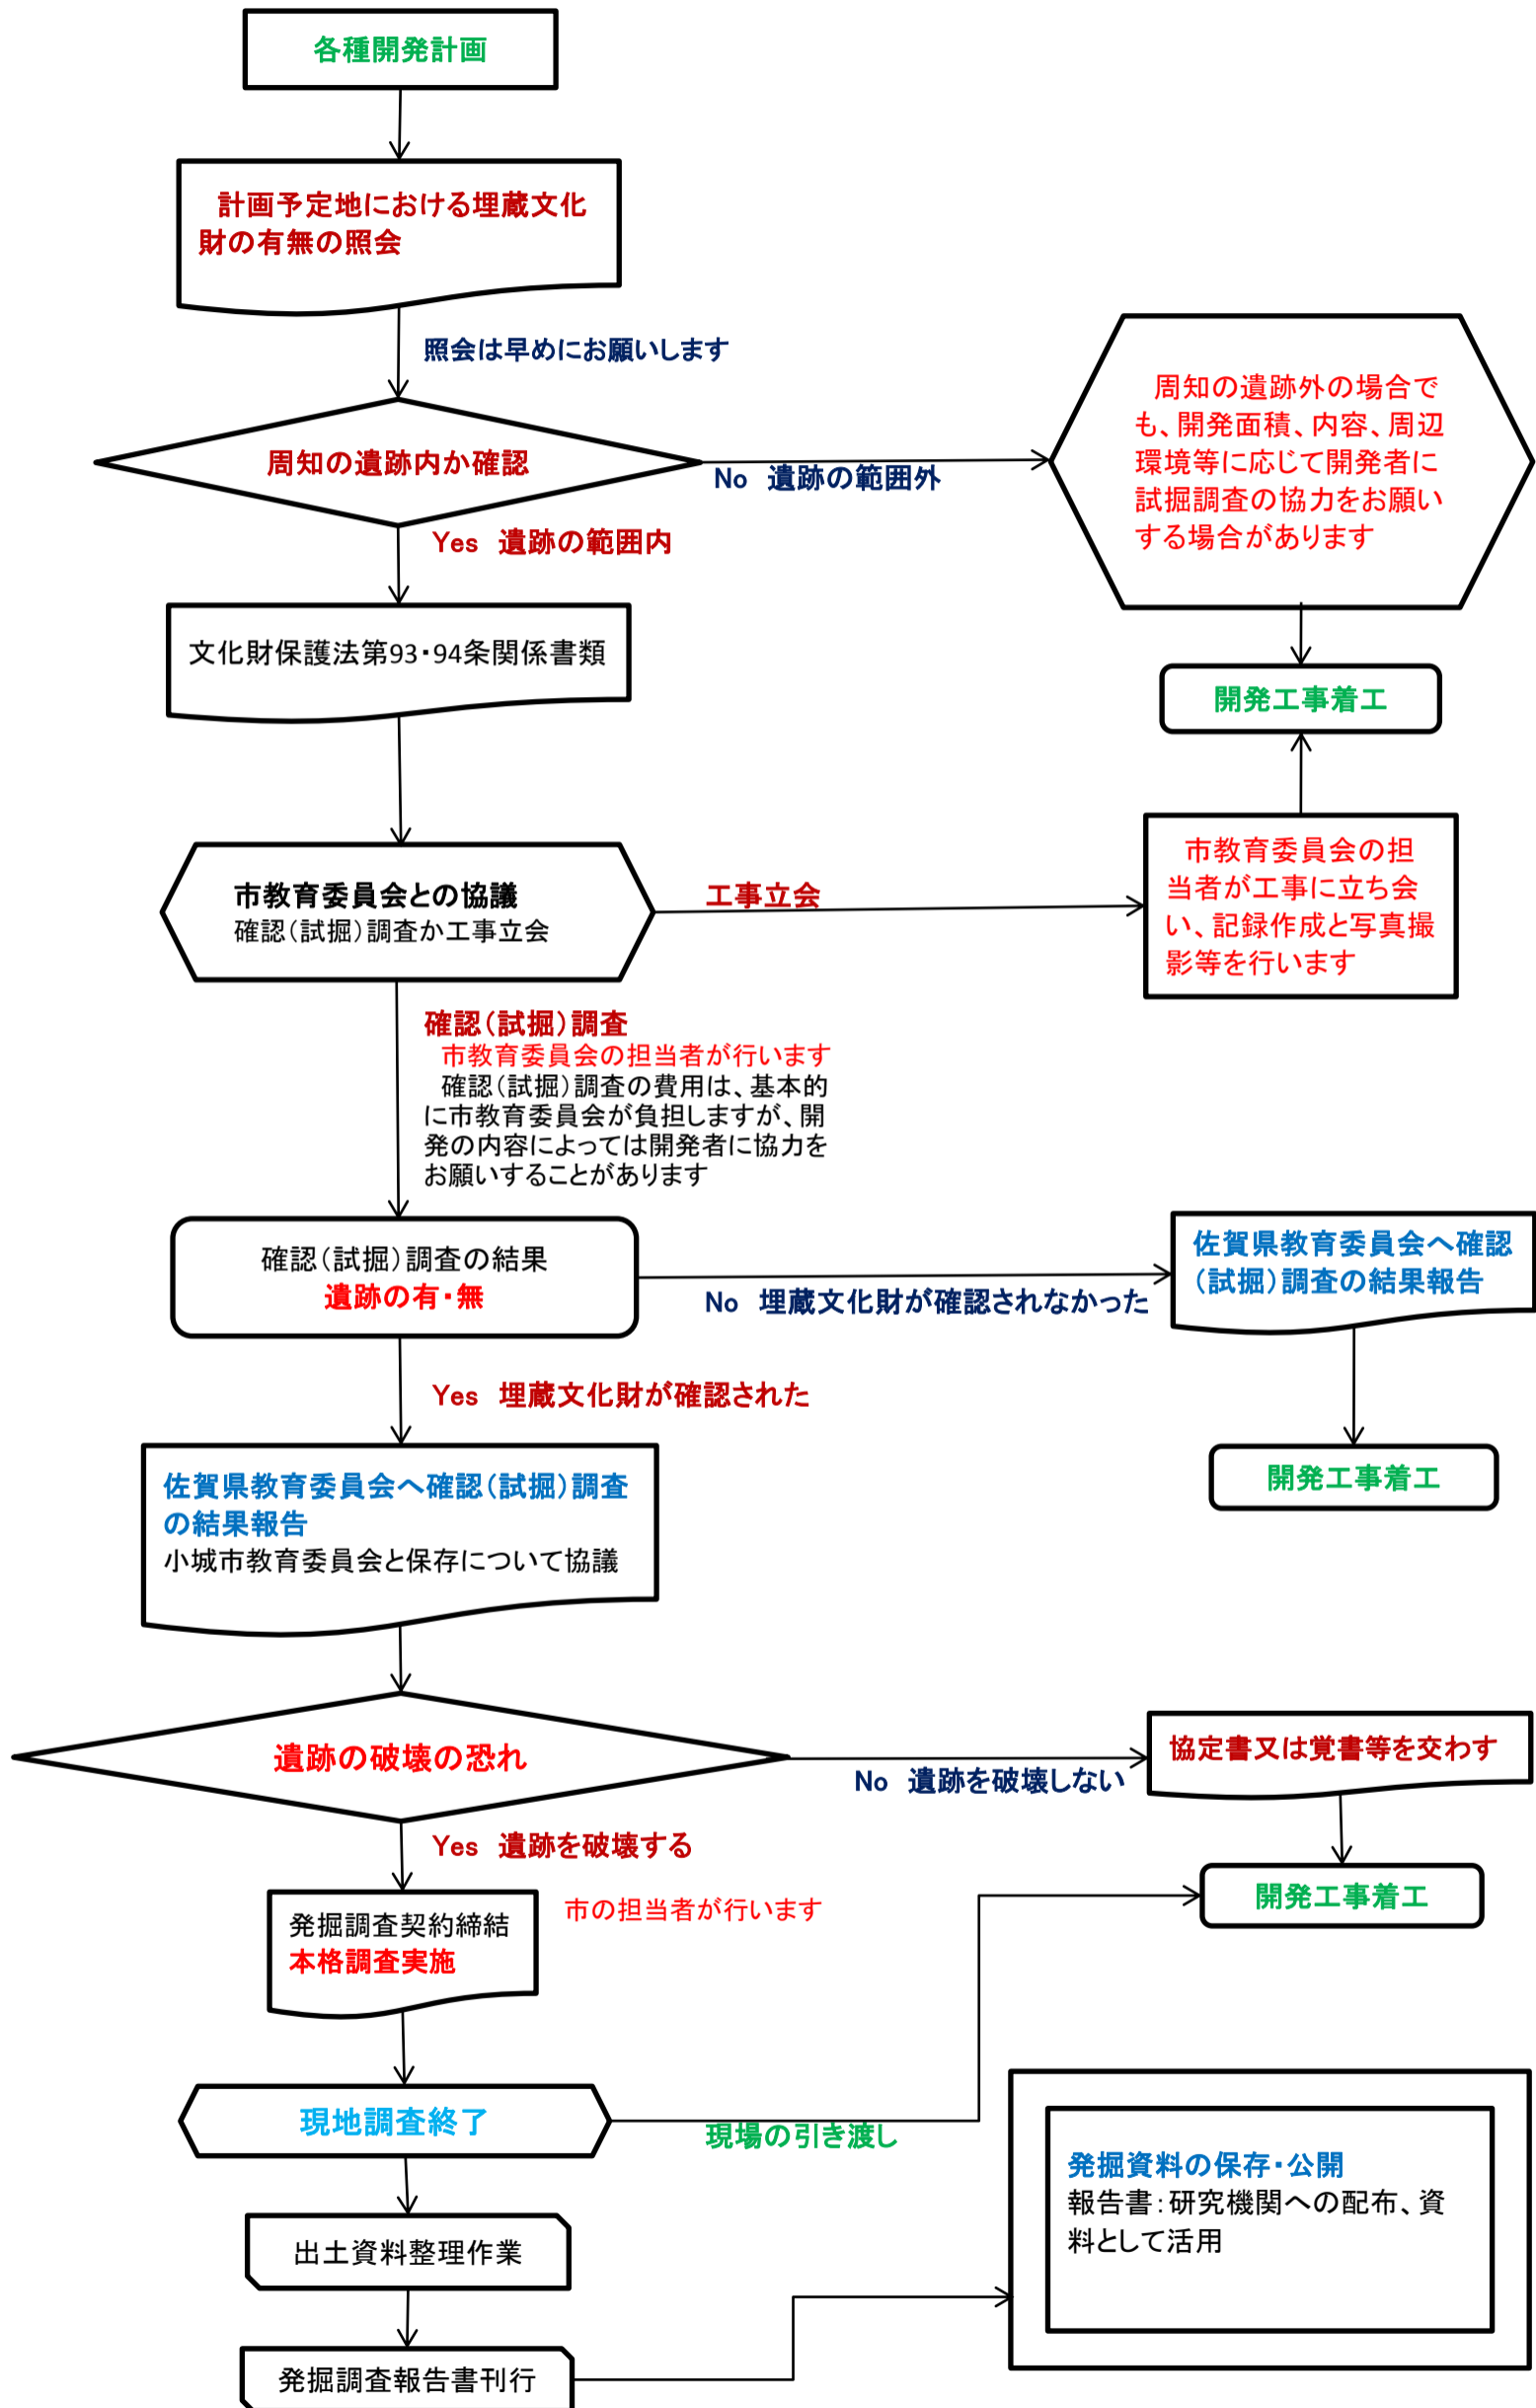 各種開発計画
計画予定地における埋蔵文化
財の有無の照会
照会は早めにお願いします
周知の遺跡内か確認
No 遺跡の範囲外
周知の遺跡外の場合で
も、開発面積、内容、周辺
環境等に応じて開発者に
試掘調査の協力をお願い
する場合があります
Yes 遺跡の範囲内
文化財保護法第93・94条関係書類
開発工事着工
市教育委員会との協議
確認（試掘）調査か工事立会
工事立会
市教育委員会の担
当者が工事に立ち会
い、記録作成と写真撮
影等を行います
確認（試掘）調査
市教育委員会の担当者が行います
確認（試掘）調査の費用は、基本的
に市教育委員会が負担しますが、開
発の内容によっては開発者に協力を
お願いすることがあります
確認（試掘）調査の結果
遺跡の有・無
No 埋蔵文化財が確認されなかった
佐賀県教育委員会へ確認
（試掘）調査の結果報告
Yes 埋蔵文化財が確認された
開発工事着工
佐賀県教育委員会へ確認（試掘）調査
の結果報告
小城市教育委員会と保存について協議
遺跡の破壊の恐れ
No 遺跡を破壊しない
協定書又は覚書等を交わす
Yes 遺跡を破壊する
開発工事着工
発掘調査契約締結
本格調査実施
市の担当者が行います
現地調査終了
現場の引き渡し
発掘資料の保存・公開
報告書：研究機関への配布、資
料として活用
出土資料整理作業
発掘調査報告書刊行